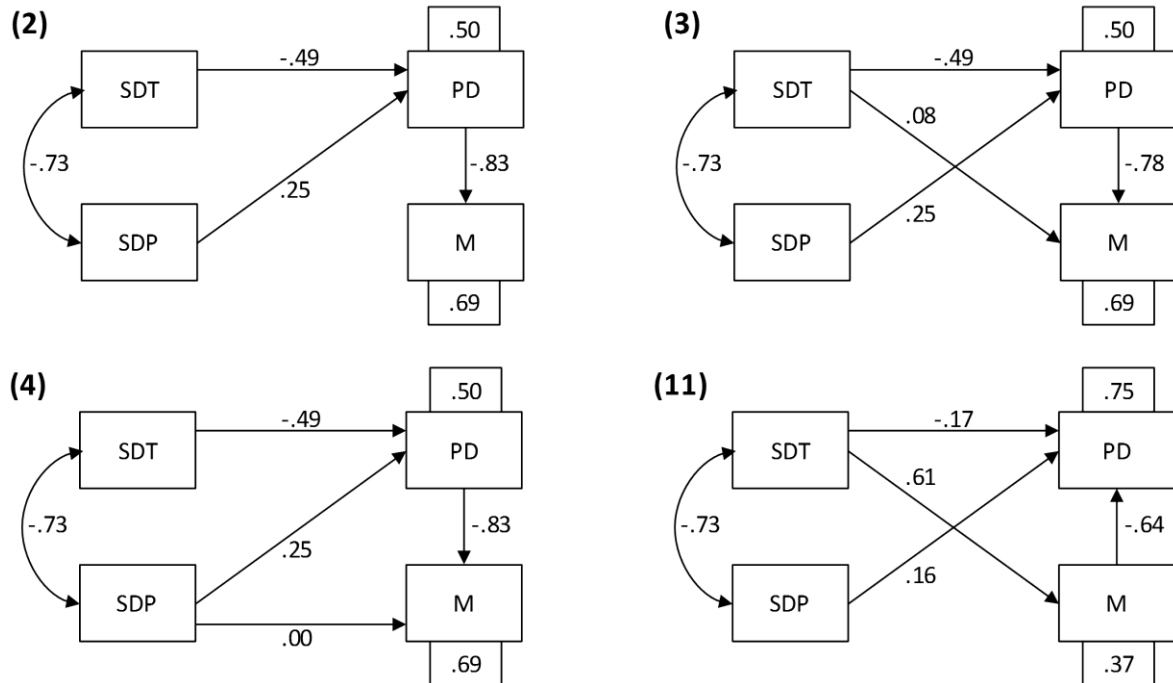 (2)
.50
SDT
-.49
PD
-.73
-.83
.25
SDP
M
.69
(3)
.50
SDT
-.49
PD
.08
-.73
-.78
.25
SDP
M
.69
(4)
.50
SDT
-.49
PD
-.73
-.83
.25
SDP
M
.00
.69
(11)
.75
SDT
-.17
PD
.61
-.73
-.64
.16
SDP
M
.37